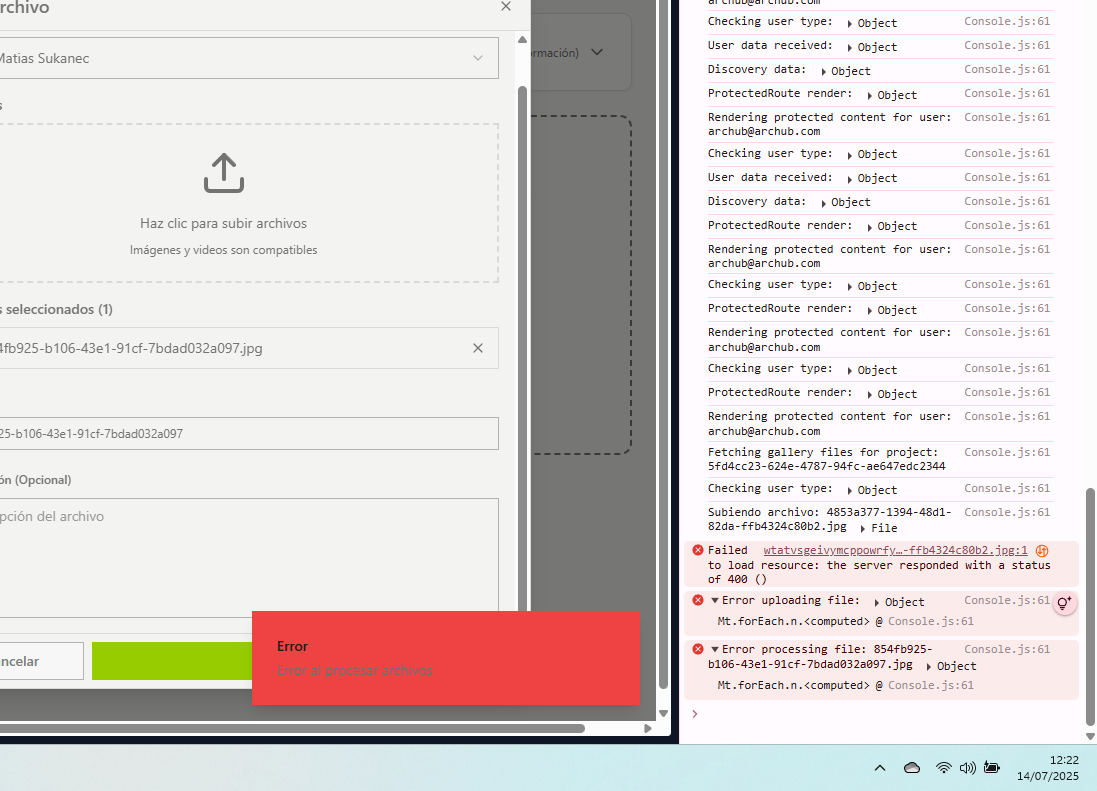 rchivo
Matias Sukanec
rmación)
s
Haz clic para subir archivos
Imágenes y videos son compatibles
s seleccionados (1)
4fb925-b106-43e1-91cf-7bdad032a097.jpg
25-b106-43e1-91cf-7bdad032a097
ón (Opcional)
pción del archivo
ncelar
Error
Error al procesar archivos
archub@archub.com
Checking user type: Object Console.js:61
User data received: Object Console.js:61
Discovery data: Object Console.js:61
ProtectedRoute render: Object Console.js:61
Rendering protected content for user: Console.js:61
archub@archub.com
Checking user type: Object Console.js:61
User data received: Object Console.js:61
Discovery data: Object Console.js:61
ProtectedRoute render: Object Console.js:61
Rendering protected content for user: Console.js:61
archub@archub.com
Checking user type: Object Console.js:61
ProtectedRoute render: Object Console.js:61
Rendering protected content for user: Console.js:61
archub@archub.com
Checking user type: Object Console.js:61
ProtectedRoute render: Object Console.js:61
Rendering protected content for user: Console.js:61
archub@archub.com
Fetching gallery files for project: Console.js:61
5fd4cc23-624e-4787-94fc-ae647edc2344
Checking user type: Object Console.js:61
Subiendo archivo: 4853a377-1394-48d1- Console.js:61
82da-ffb4324c80b2.jpg File
Failed wtatvsgeivymcppowrfy…-ffb4324c80b2.jpg:1
to load resource: the server responded with a status
of 400 ()
Error uploading file: Object Console.js:61
Mt.forEach.n.<computed> @ Console.js:61
Error processing file: 854fb925- Console.js:61
b106-43e1-91cf-7bdad032a097.jpg Object
Mt.forEach.n.<computed> @ Console.js:61
12:22
14/07/2025